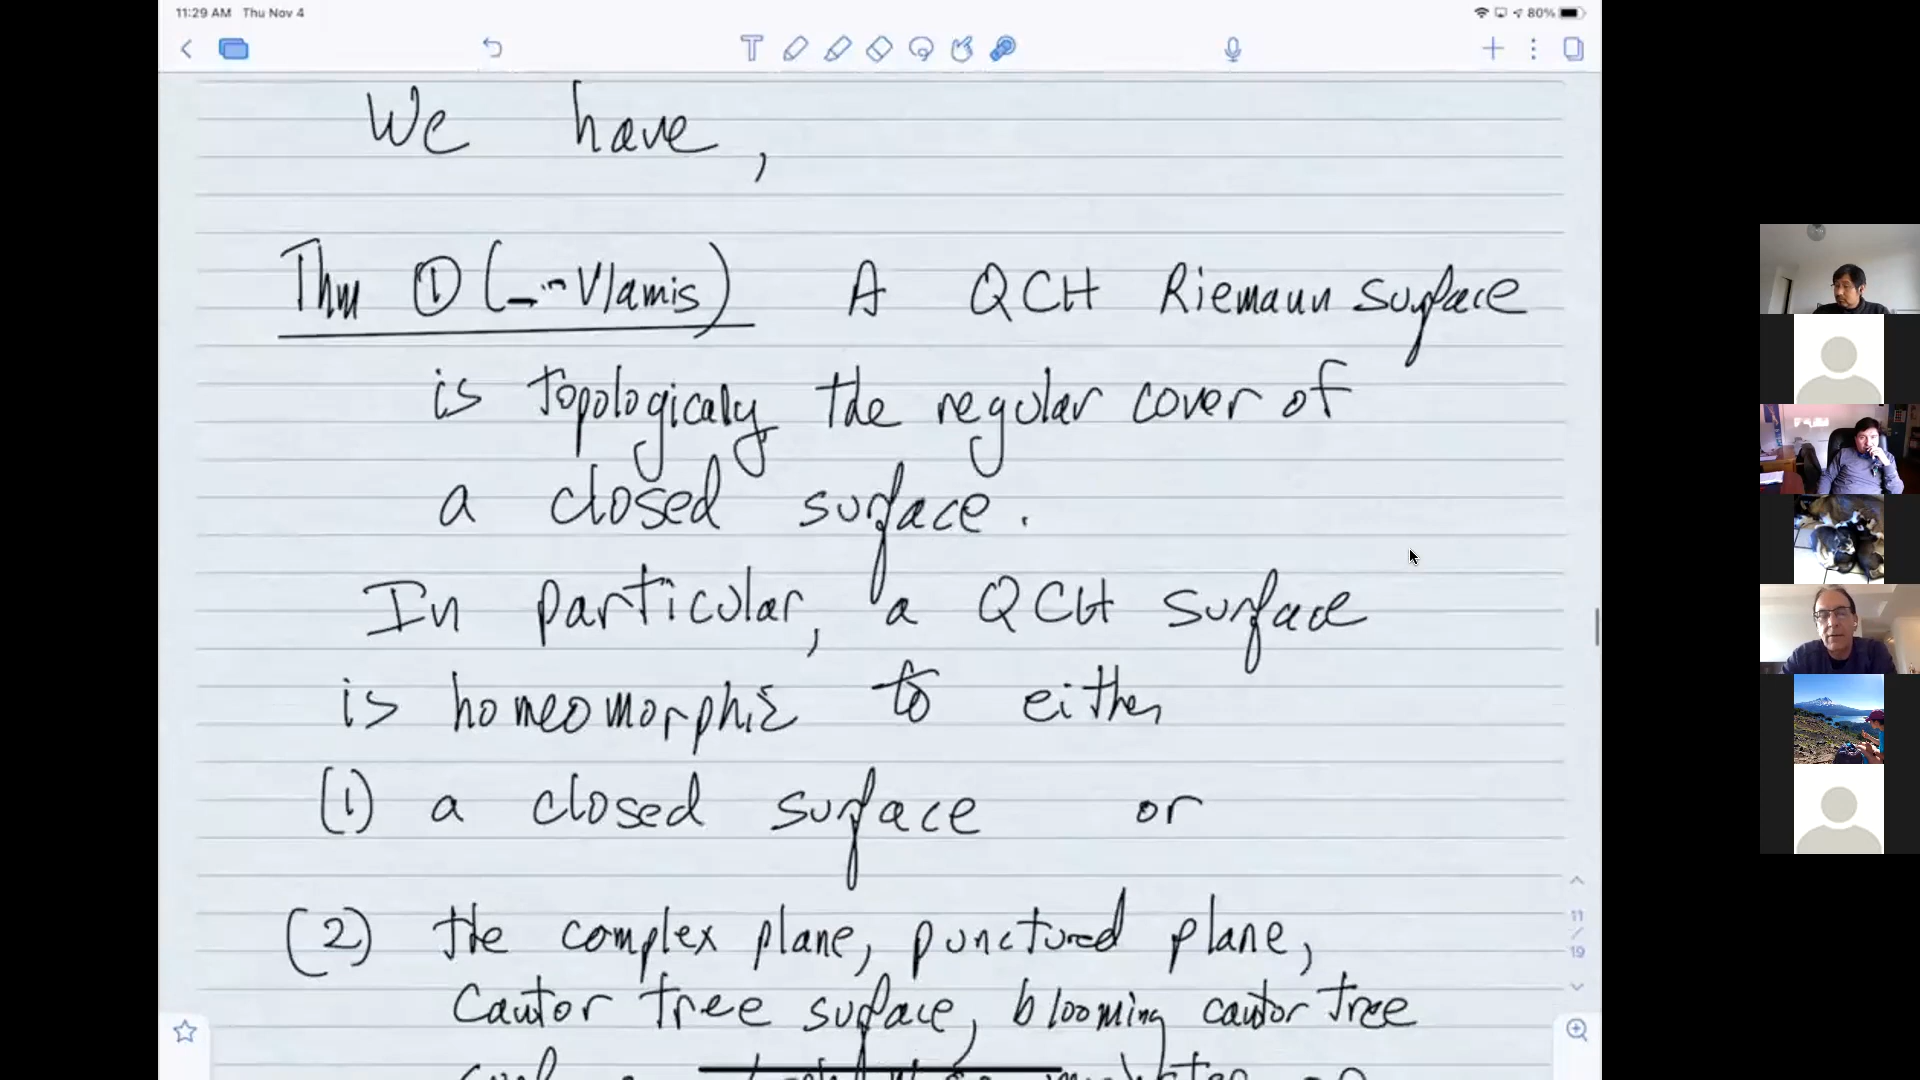 11:29 AM Thu Nov 4
80%
We have,
Thm ① (_-Vlamis) A QCH Riemann surface
is topologically the regular cover of
a closed surface.
In particular, a QCH surface
is homeomorphic to either
(1) a closed surface or
(2) the complex plane, punctured plane,
Cantor tree surface, blooming cantor tree
11
/
19